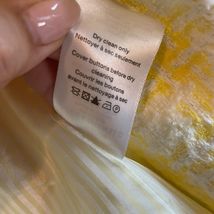 Dry clean only
Nettoyer à sec seulement
Cover buttons before dry
cleaning
Couvrir les boutons
avant le nettoyage à sec